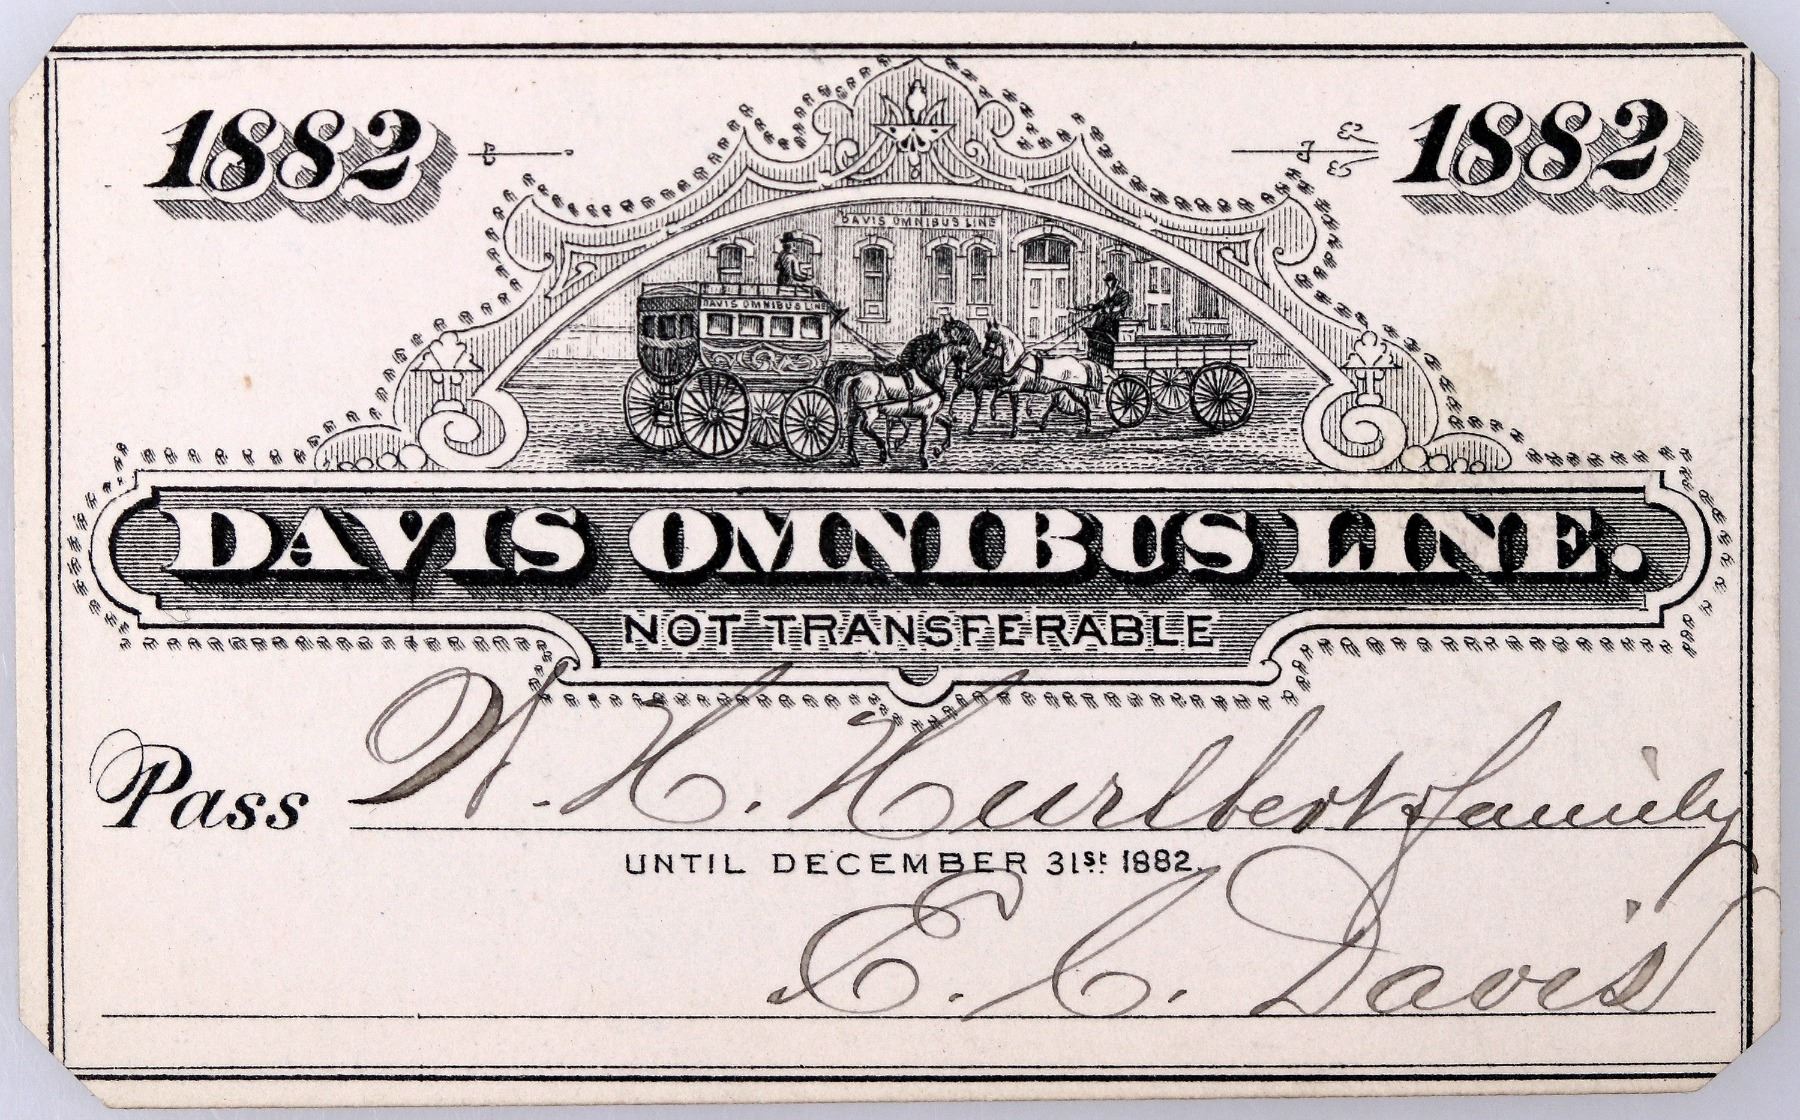 1882 1882
DAVIS OMNIBUS LINE
DAVIS OMNIBUS LINE
DAVIS OMNIBUS LINE.
NOT TRANSFERABLE
Pass W. H. Hurlbert & family
UNTIL DECEMBER 31st 1882.
E. C. Davis